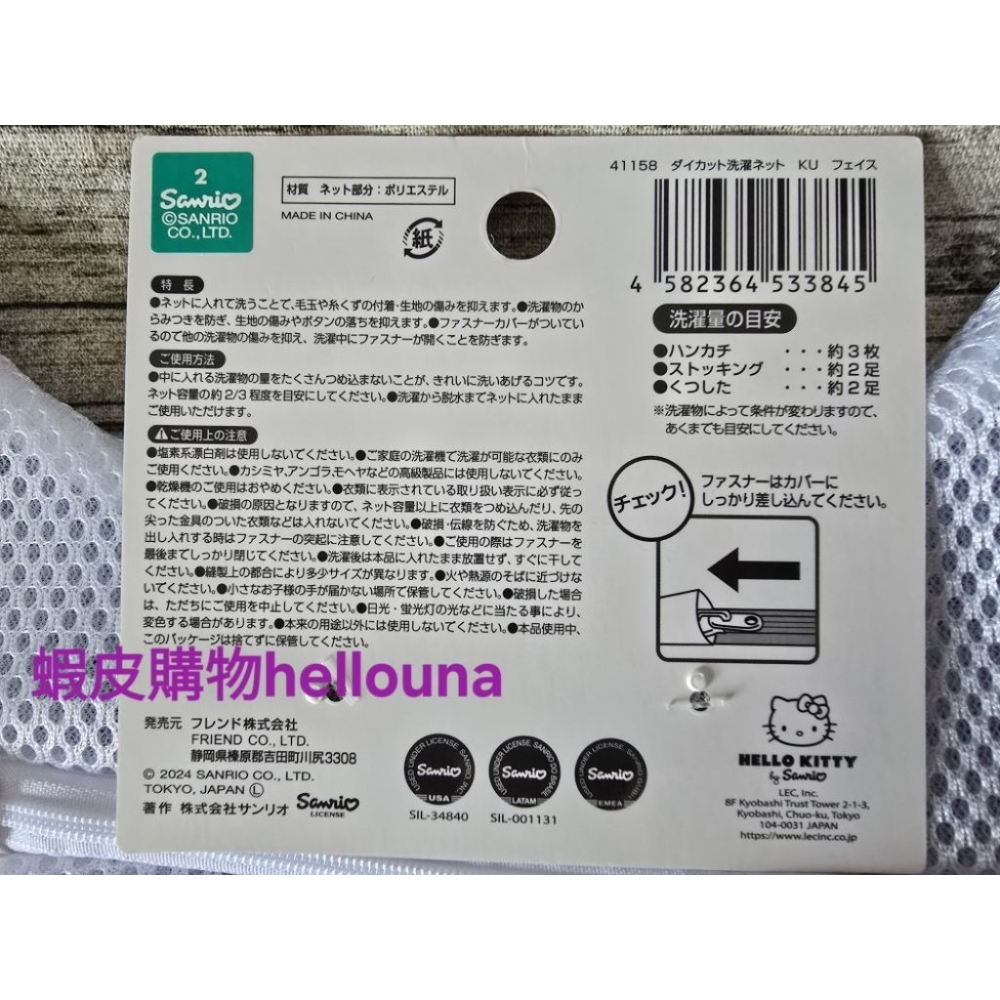 2
Sanrio
©SANRIO
CO.,LTD.
材質 ネット部分:ポリエステル
MADE IN CHINA
紙
41158 ダイカット洗濯ネット KU フェイス
4 582364 533845
特長
●ネットに入れて洗うことで、毛玉や糸くずの付着・生地の傷みを抑えます。●洗濯物のか
らみつきを防ぎ、生地の傷みやボタンの落ちを抑えます。●ファスナーカバーがついてい
るので他の洗濯物の傷みを抑え、洗濯中にファスナーが開くことを防ぎます。
ご使用方法
●中に入れる洗濯物の量をたくさんつめ込まないことが、きれいに洗いあげるコツです。
ネット容量の約2/3程度を目安にしてください。●洗濯から脱水までネットに入れたまま
ご使用いただけます。
ご使用上の注意
●塩素系漂白剤は使用しないでください。●ご家庭の洗濯機で洗濯が可能な衣類にのみ
ご使用ください。●カシミヤ、アンゴラ、モヘヤなどの高級製品には使用しないでください。
●乾燥機のご使用はおやめください。●衣類に表示されている取り扱い表示に必ず従っ
てください。●破損の原因となりますので、ネット容量以上に衣類をつめ込んだり、先の
尖った金具のついた衣類などは入れないでください。●破損・伝線を防ぐため、洗濯物を
出し入れする時はファスナーの突起に注意してください。●ご使用の際はファスナーを
最後までしっかり閉じてください。●洗濯後は本品に入れたまま放置せず、すぐに干して
ください。●縫製上の都合により多少サイズが異なります。●火や熱源のそばに近づけな
いでください。●小さなお子様の手が届かない場所で保管してください。●破損した場合
は、ただちにご使用を中止してください。●日光・蛍光灯の光などに当たる事により、
変色する場合があります。●本来の用途以外には使用しないでください。●本品使用中、
このパッケージは捨てずに保管してください。
洗濯量の目安
●ハンカチ ・・・約3枚
●ストッキング ・・・約2足
●くつした ・・・約2足
※洗濯物によって条件が変わりますので、
あくまでも目安にしてください。
チェック!
ファスナーはカバーに
しっかり差し込んでください。
蝦皮購物hellouna
発売元 フレンド株式会社
FRIEND CO., LTD.
静岡県榛原郡吉田町川尻3308
© 2024 SANRIO CO., LTD.
TOKYO, JAPAN Ⓛ
著作 株式会社サンリオ Sanrio
LICENSE
USED UNDER LICENSE. SANRIO, INC.
Sanrio
USA
SIL-34840
USED UNDER LICENSE. SANRIO DO BRASIL
Sanrio
LATAM
SIL-001131
USED UNDER LICENSE. SANRIO GMBH
Sanrio
EMEA
HELLO KITTY
by Sanrio
LEC, Inc.
8F Kyobashi Trust Tower 2-1-3,
Kyobashi, Chuo-ku, Tokyo
104-0031 JAPAN
https://www.lecinc.co.jp